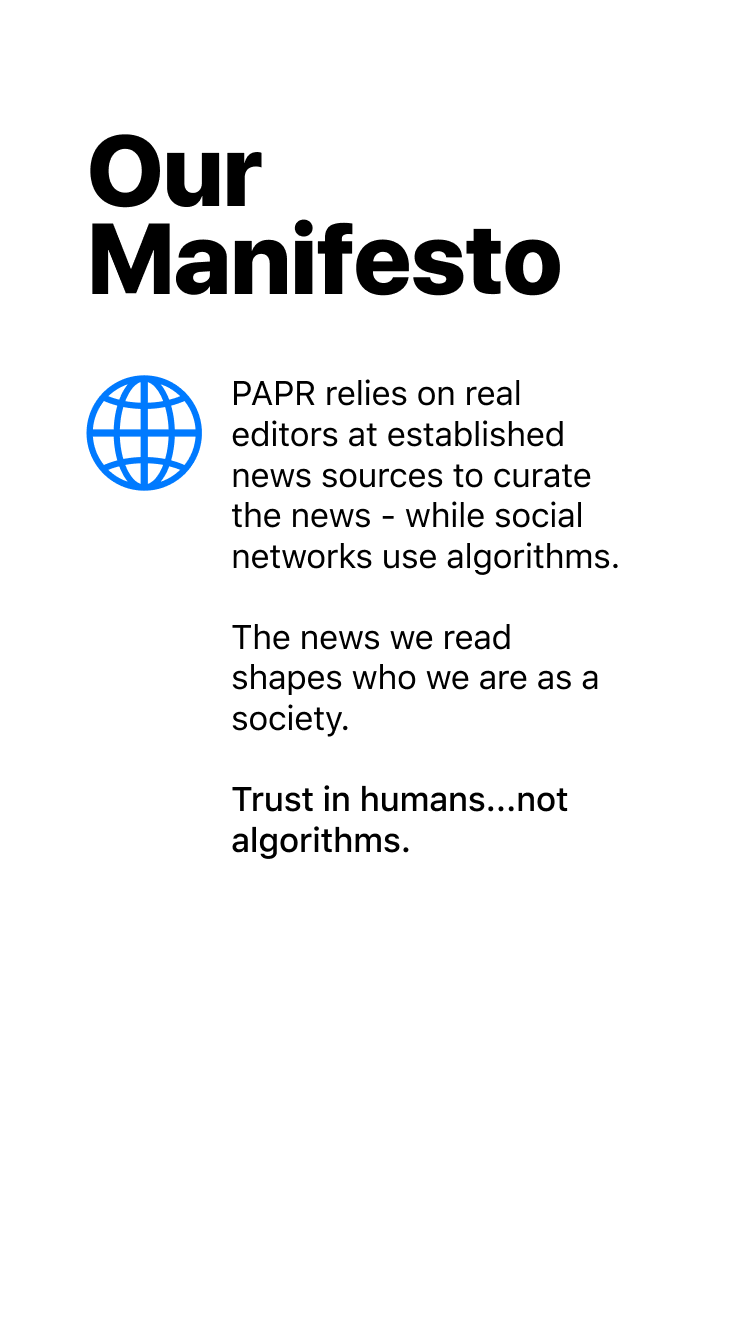 Our
Manifesto
PAPR relies on real
editors at established
news sources to curate
the news - while social
networks use algorithms.
The news we read
shapes who we are as a
society.
Trust in humans...not
algorithms.